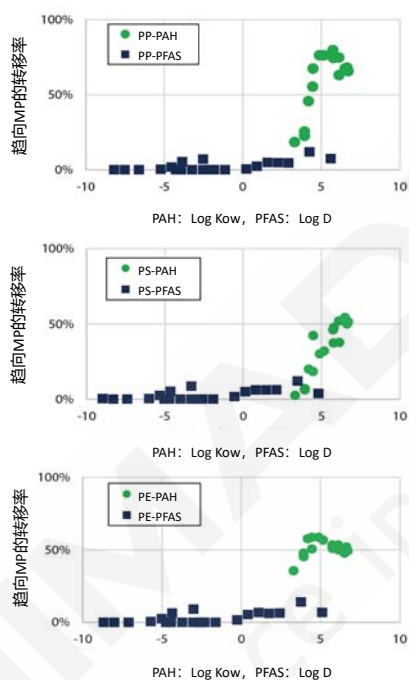 100%
PP-PAH
PP-PFAS
趋向MP的转移率
50%
0%
-10
-5
0
5
10
PAH：Log Kow，PFAS：Log D
100%
PS-PAH
PS-PFAS
趋向MP的转移率
50%
0%
-10
-5
0
5
10
PAH：Log Kow，PFAS：Log D
100%
PE-PAH
PE-PFAS
趋向MP的转移率
50%
0%
-10
-5
0
5
10
PAH：Log Kow，PFAS：Log D